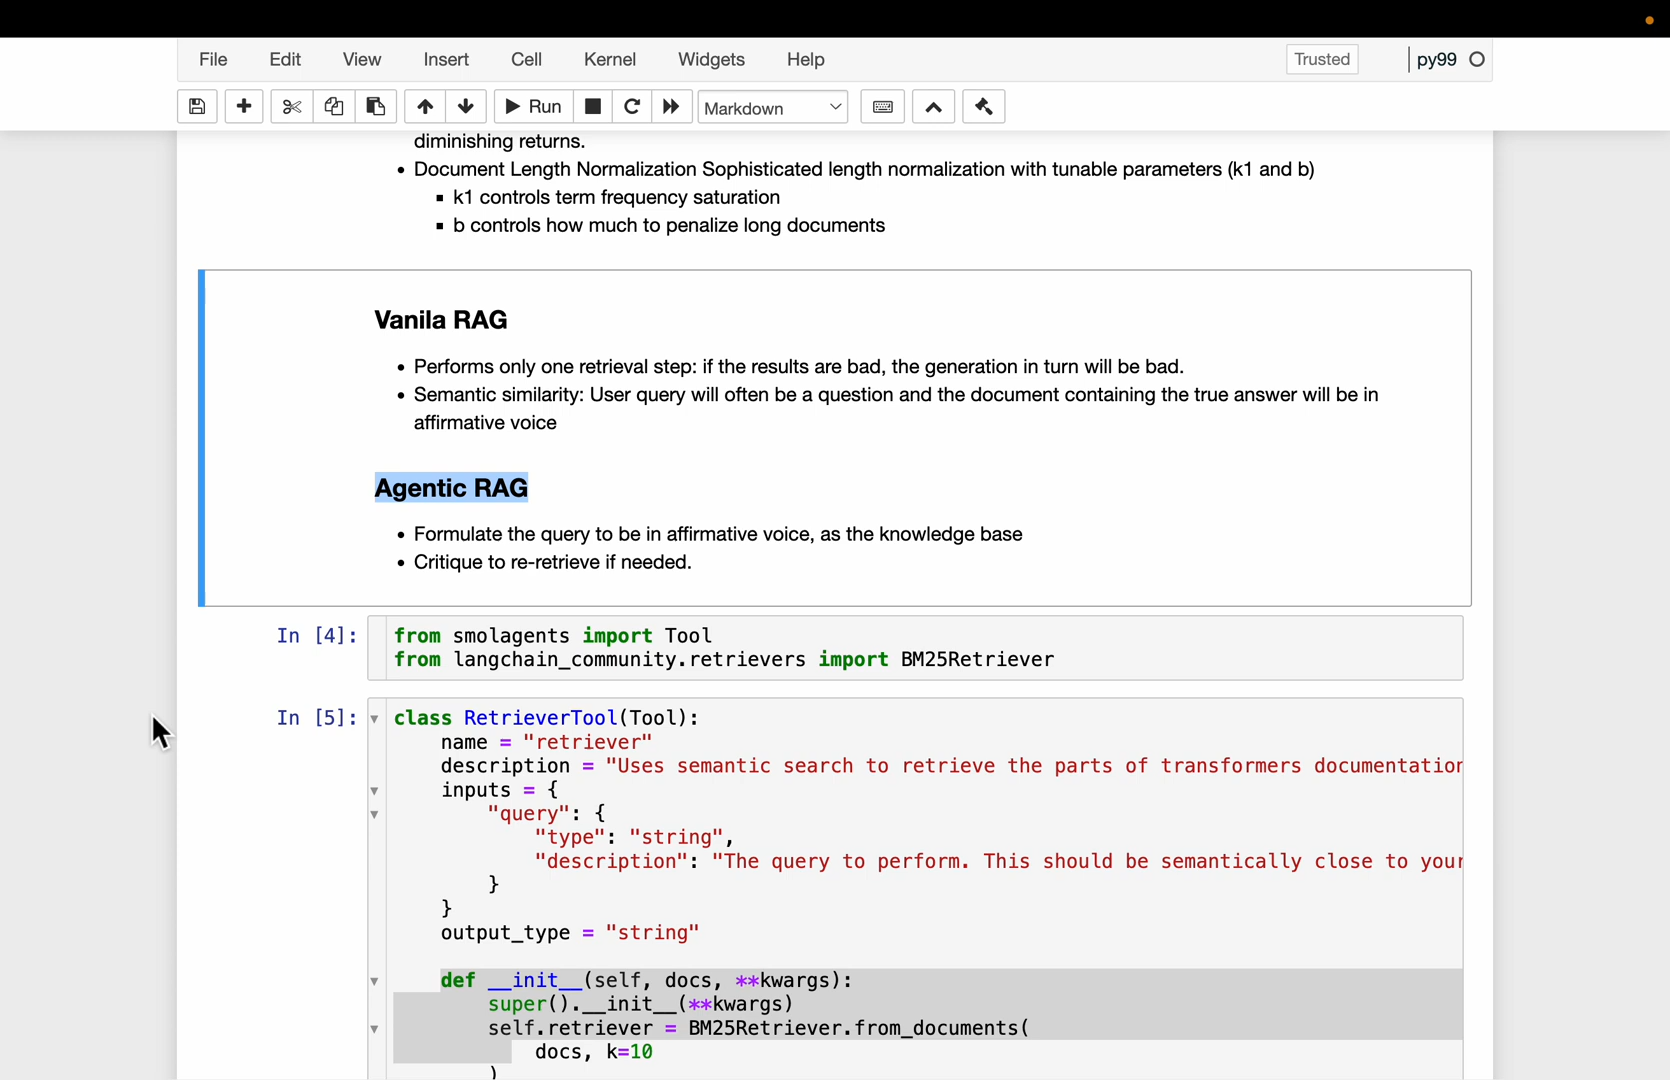 File Edit View Insert Cell Kernel Widgets Help Trusted py99
Run Markdown
diminishing returns.
• Document Length Normalization Sophisticated length normalization with tunable parameters (k1 and b)
▪ k1 controls term frequency saturation
▪ b controls how much to penalize long documents
Vanila RAG
• Performs only one retrieval step: if the results are bad, the generation in turn will be bad.
• Semantic similarity: User query will often be a question and the document containing the true answer will be in
affirmative voice
Agentic RAG
• Formulate the query to be in affirmative voice, as the knowledge base
• Critique to re-retrieve if needed.
In [4]: from smolagents import Tool
from langchain_community.retrievers import BM25Retriever
In [5]: class RetrieverTool(Tool):
name = "retriever"
description = "Uses semantic search to retrieve the parts of transformers documentation
inputs = {
"query": {
"type": "string",
"description": "The query to perform. This should be semantically close to your
}
}
output_type = "string"
def __init__(self, docs, **kwargs):
super().__init__(**kwargs)
self.retriever = BM25Retriever.from_documents(
docs, k=10
)